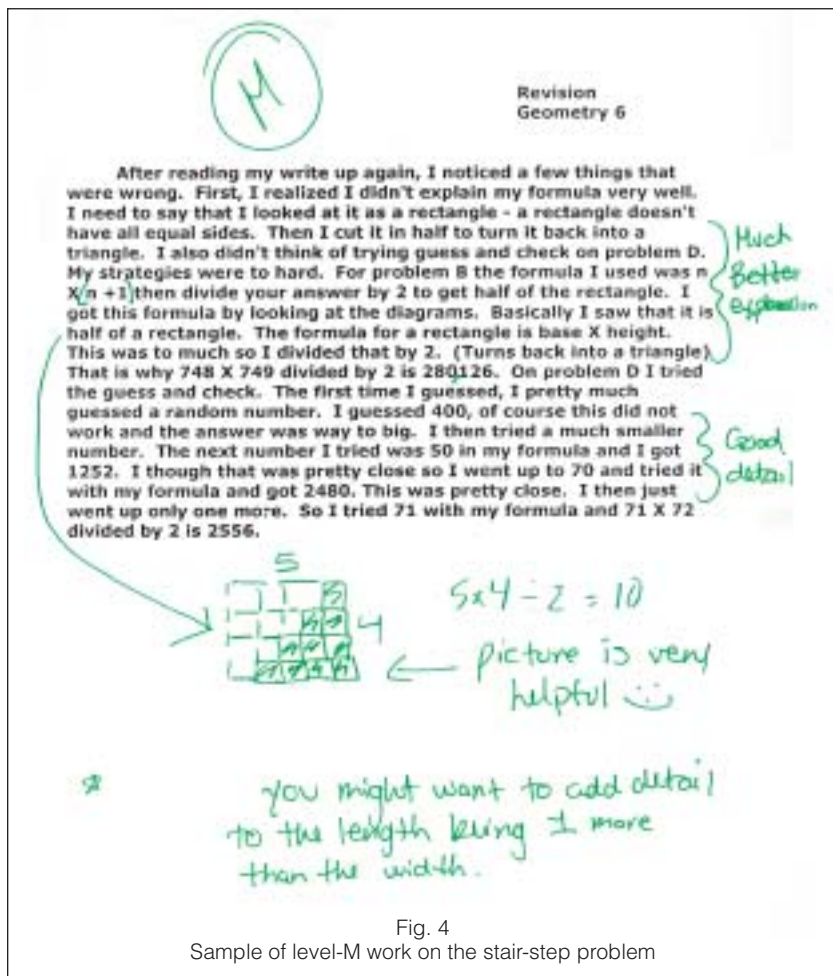 M
Revision
Geometry 6
After reading my write up again, I noticed a few things that
were wrong. First, I realized I didn't explain my formula very well.
I need to say that I looked at it as a rectangle - a rectangle doesn't
have all equal sides. Then I cut it in half to turn it back into a
triangle. I also didn't think of trying guess and check on problem D.
My strategies were to hard. For problem B the formula I used was n
X(n +1)then divide your answer by 2 to get half of the rectangle. I
got this formula by looking at the diagrams. Basically I saw that it is
half of a rectangle. The formula for a rectangle is base X height.
This was to much so I divided that by 2. (Turns back into a triangle)
That is why 748 X 749 divided by 2 is 280126. On problem D I tried
the guess and check. The first time I guessed, I pretty much
guessed a random number. I guessed 400, of course this did not
work and the answer was way to big. I then tried a much smaller
number. The next number I tried was 50 in my formula and I got
1252. I though that was pretty close so I went up to 70 and tried it
with my formula and got 2480. This was pretty close. I then just
went up only one more. So I tried 71 with my formula and 71 X 72
divided by 2 is 2556.
Much
Better
explanation
Good
detail
5
4
5x4÷2=10
picture is very
helpful
you might want to add detail
to the length being 1 more
than the width.
Fig. 4
Sample of level-M work on the stair-step problem